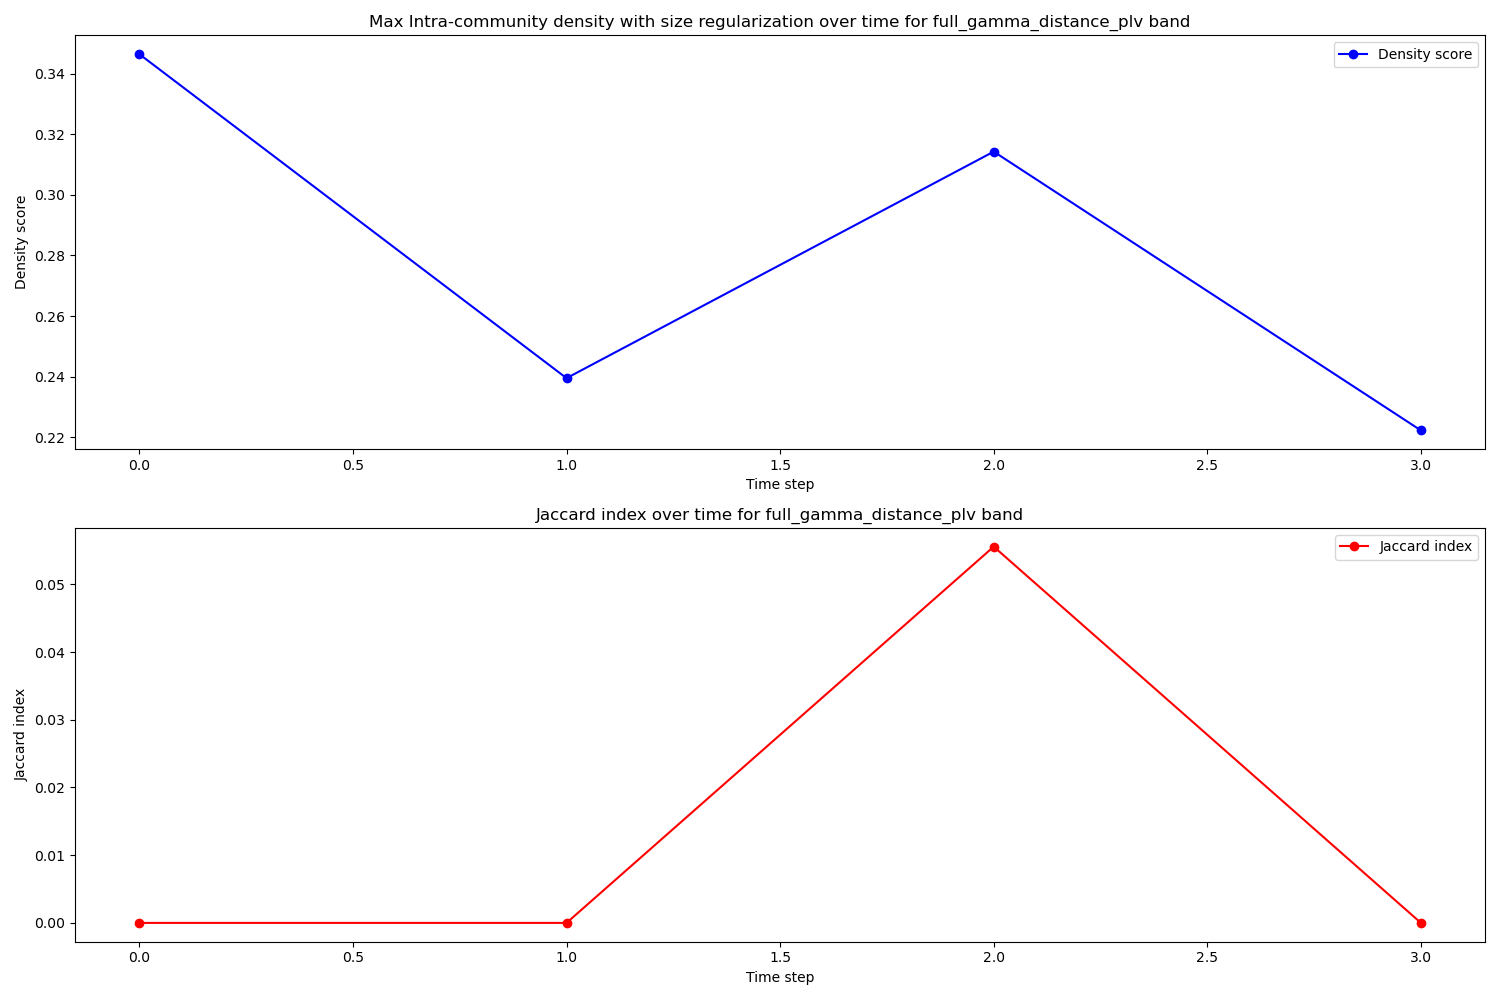 Max Intra-community density with size regularization over time for full_gamma_distance_plv band
Density score
0.34
0.32
0.30
0.28
0.26
0.24
0.22
Density score
0.0 0.5 1.0 1.5 2.0 2.5 3.0
Time step
Jaccard index over time for full_gamma_distance_plv band
Jaccard index
0.05
0.04
0.03
0.02
0.01
0.00
Jaccard index
0.0 0.5 1.0 1.5 2.0 2.5 3.0
Time step